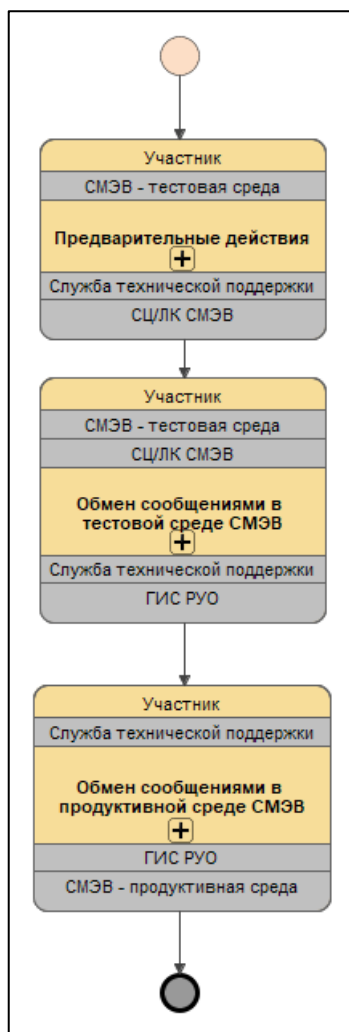 Участник
СМЭВ - тестовая среда
Предварительные действия
Служба технической поддержки
СЦ/ЛК СМЭВ
Участник
СМЭВ - тестовая среда
СЦ/ЛК СМЭВ
Обмен сообщениями в
тестовой среде СМЭВ
Служба технической поддержки
ГИС РУО
Участник
Служба технической поддержки
Обмен сообщениями в
продуктивной среде СМЭВ
ГИС РУО
СМЭВ - продуктивная среда